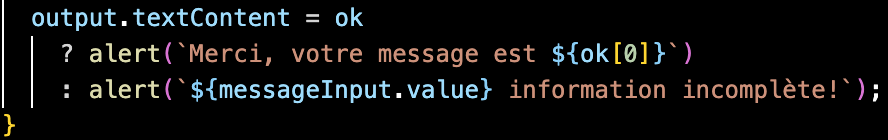 output.textContent = ok
? alert(`Merci, votre message est ${ok[0]}`)
: alert(`${messageInput.value} information incomplète!`);
}